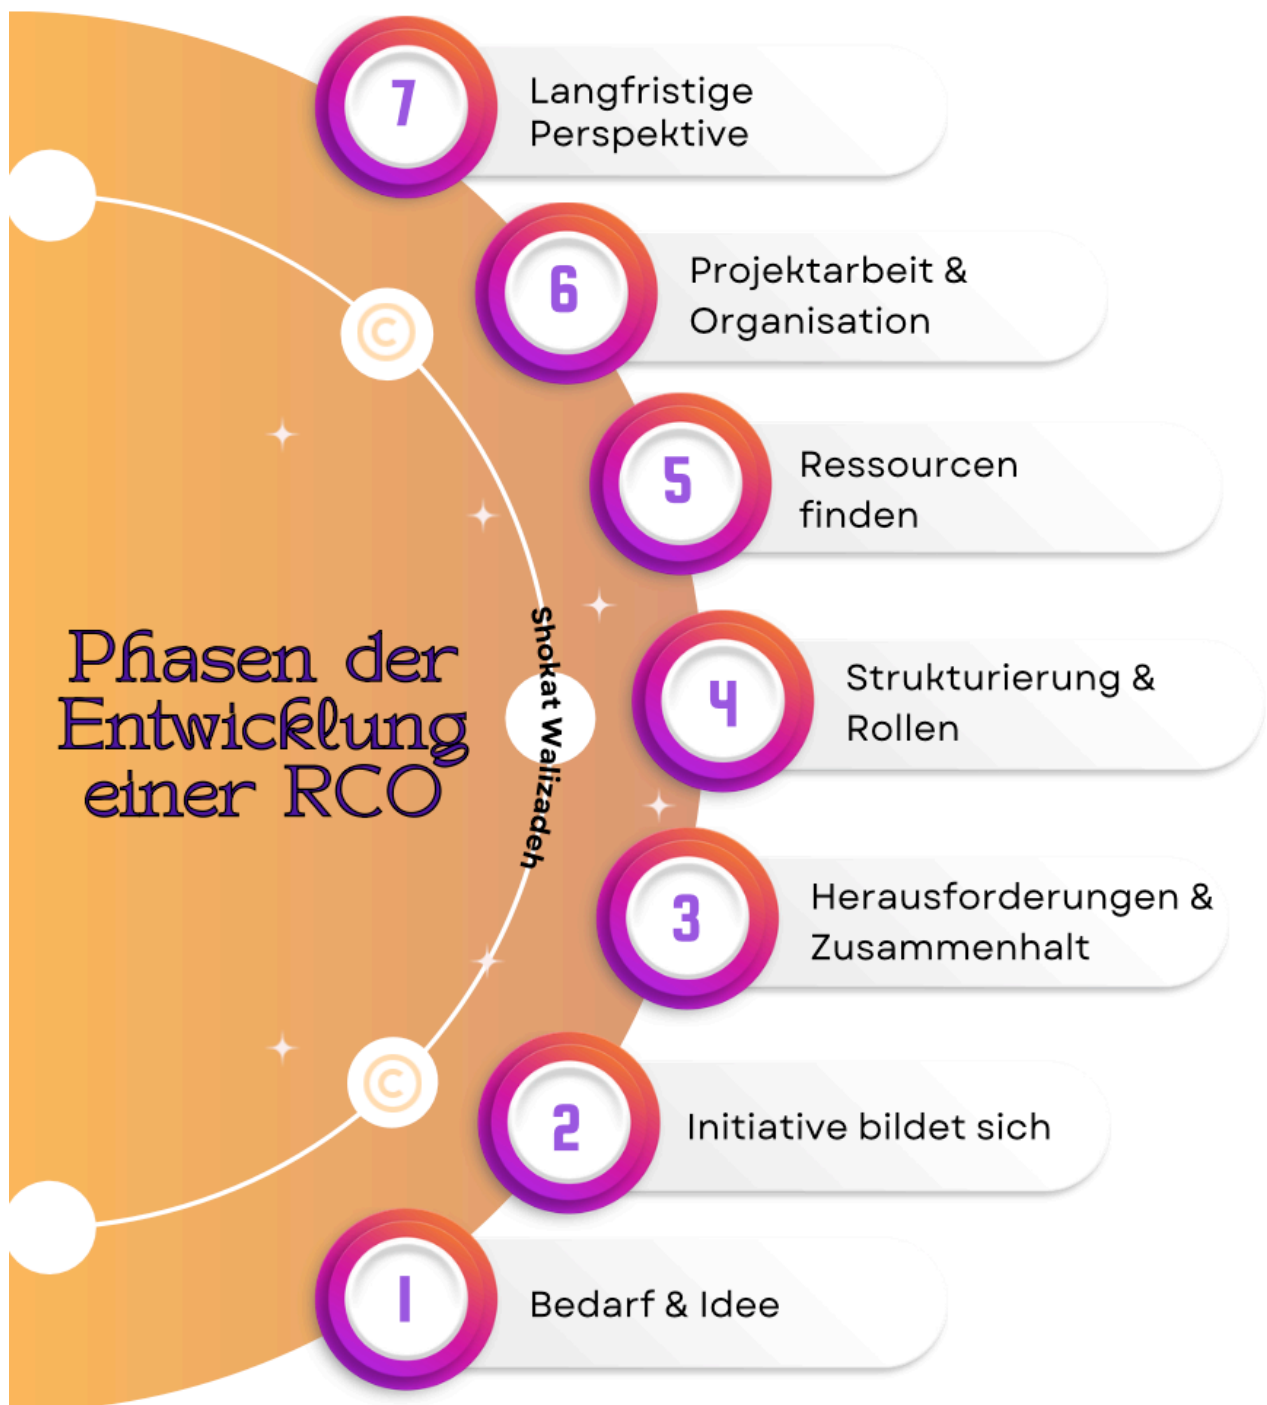 7
Langfristige
Perspektive
6
Projektarbeit &
Organisation
5
Ressourcen
finden
4
Strukturierung &
Rollen
3
Herausforderungen &
Zusammenhalt
2
Initiative bildet sich
1
Bedarf & Idee
Phasen der
Entwicklung
einer RCO
©
Shokat Walizadeh
©